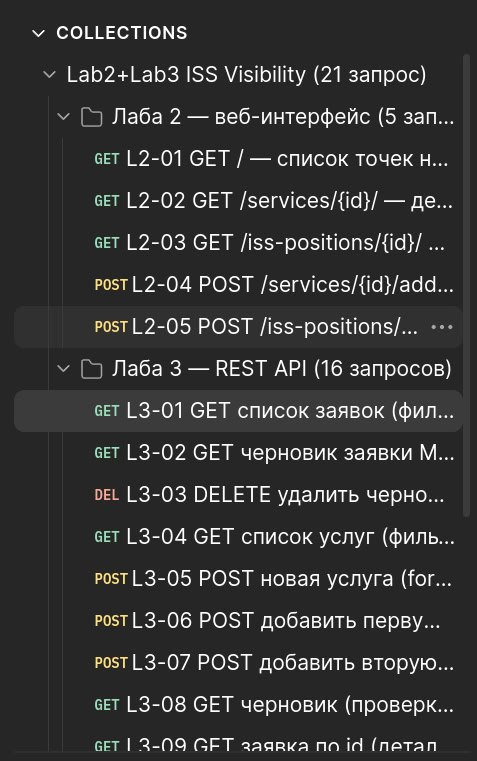 COLLECTIONS
Lab2+Lab3 ISS Visibility (21 запрос)
Лаба 2 — веб-интерфейс (5 зап...
GET L2-01 GET / — список точек н...
GET L2-02 GET /services/{id}/ — де...
GET L2-03 GET /iss-positions/{id}/ ...
POST L2-04 POST /services/{id}/add...
POST L2-05 POST /iss-positions/...
Лаба 3 — REST API (16 запросов)
GET L3-01 GET список заявок (фил...
GET L3-02 GET черновик заявки М...
DEL L3-03 DELETE удалить черно...
GET L3-04 GET список услуг (филь...
POST L3-05 POST новая услуга (for...
POST L3-06 POST добавить перву...
POST L3-07 POST добавить вторую...
GET L3-08 GET черновик (проверк...
GET L3-09 GET заявка по id (детал